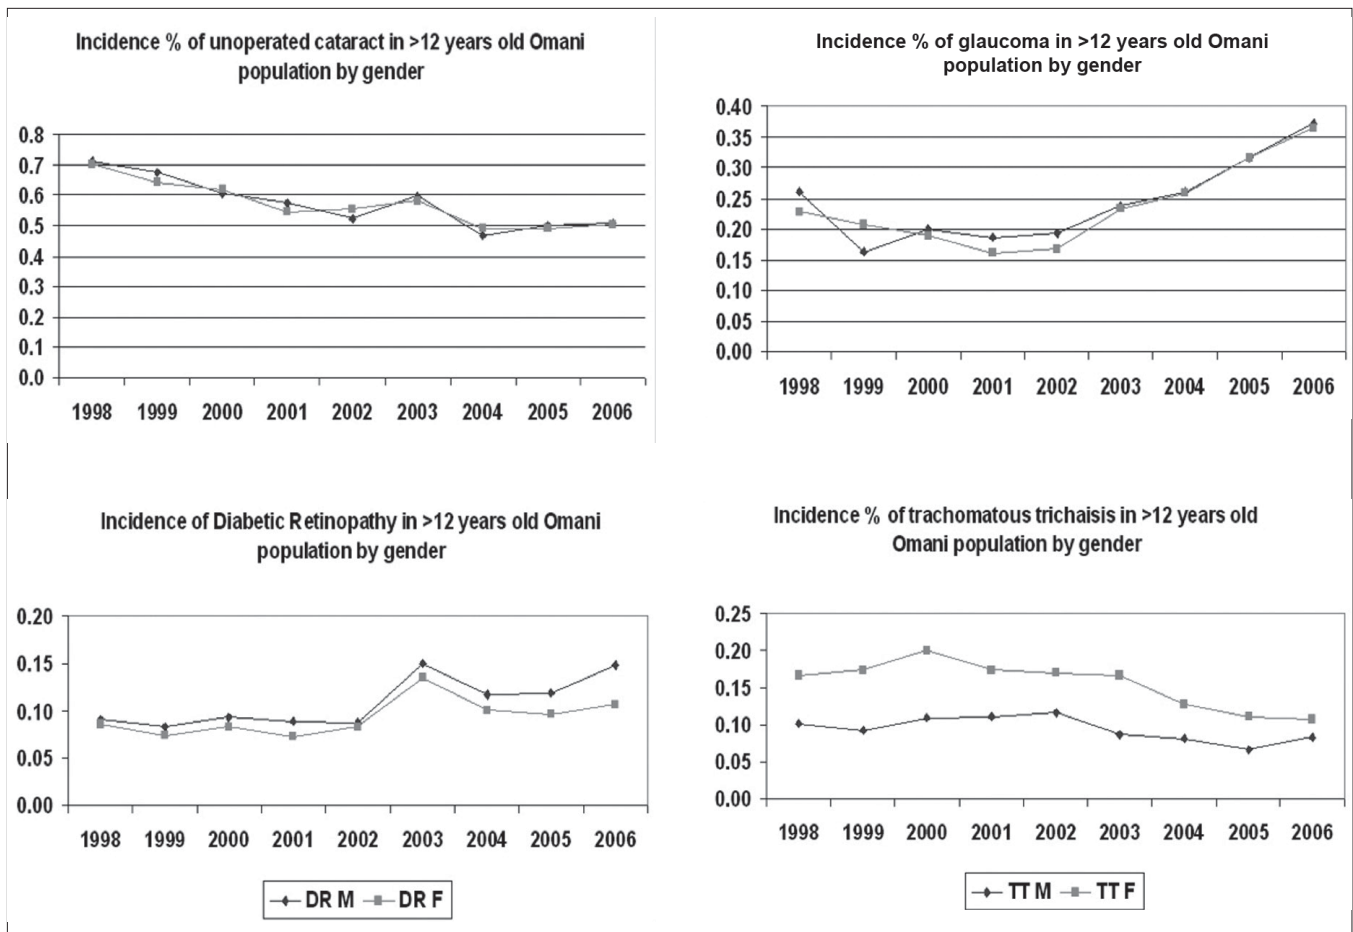 Incidence % of unoperated cataract in >12 years old Omani
population by gender
0.8
0.7
0.6
0.5
0.4
0.3
0.2
0.1
0.0
1998 1999 2000 2001 2002 2003 2004 2005 2006
Incidence % of glaucoma in >12 years old Omani
population by gender
0.40
0.35
0.30
0.25
0.20
0.15
0.10
0.05
0.00
1998 1999 2000 2001 2002 2003 2004 2005 2006
Incidence of Diabetic Retinopathy in >12 years old Omani
population by gender
0.20
0.15
0.10
0.05
0.00
1998 1999 2000 2001 2002 2003 2004 2005 2006
DR M DR F
Incidence % of trachomatous trichaisis in >12 years old
Omani population by gender
0.25
0.20
0.15
0.10
0.05
0.00
1998 1999 2000 2001 2002 2003 2004 2005 2006
TT M TT F